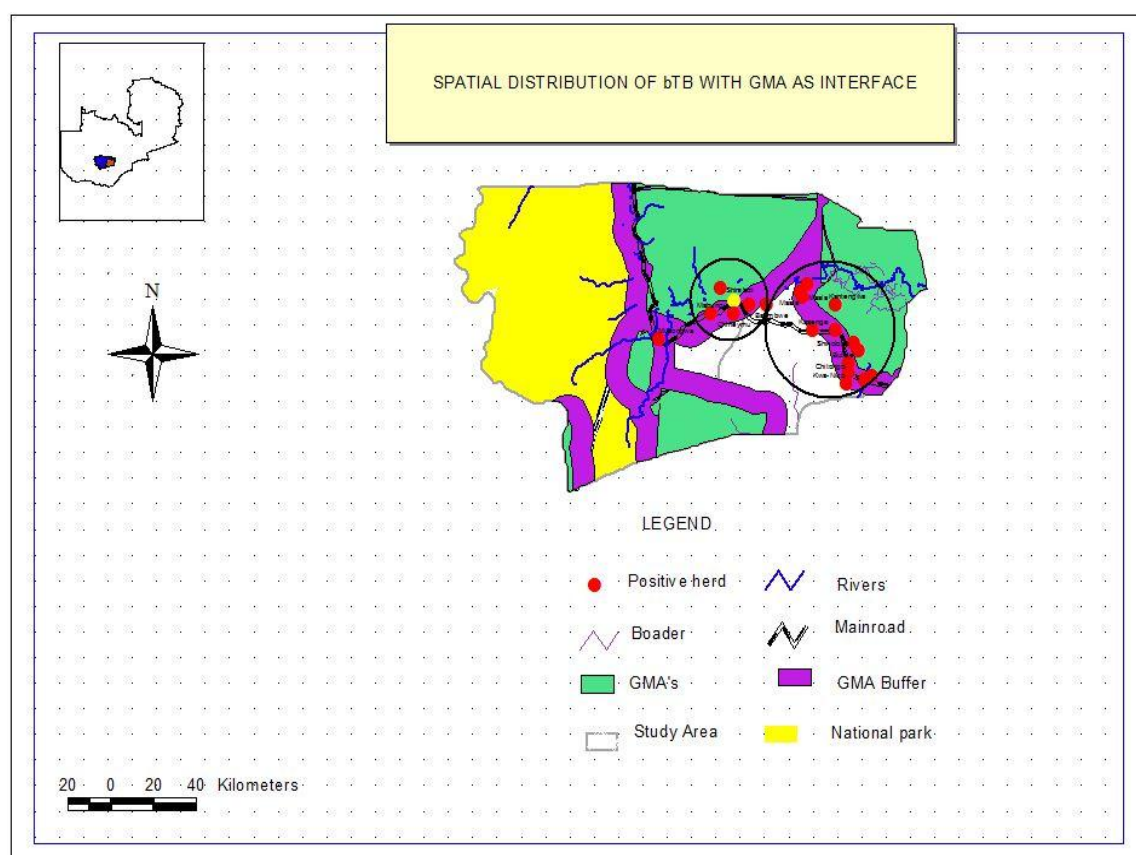 SPATIAL DISTRIBUTION OF bTB WITH GMA AS INTERFACE
N
Kantengwa
LEGEND
Positive herd
Rivers
Boader
Mainroad
GMA's
GMA Buffer
Study Area
National park
20 0 20 40 Kilometers